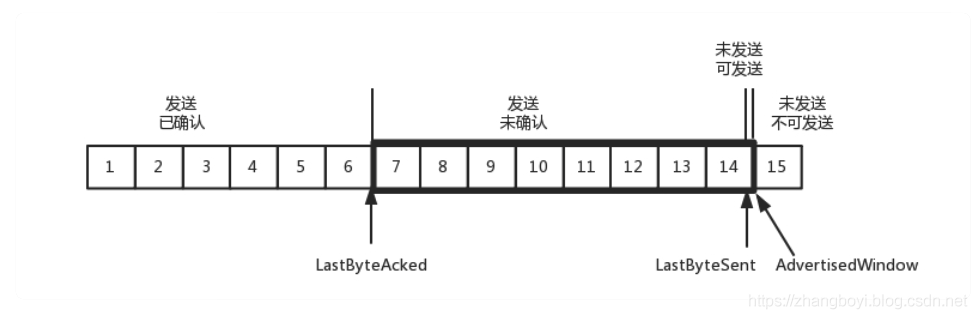 未发送
可发送
发送
已确认
发送
未确认
未发送
不可发送
1 2 3 4 5 6 7 8 9 10 11 12 13 14 15
LastByteAcked
LastByteSent
AdvertisedWindow
https://zhangboyi.blog.csdn.net